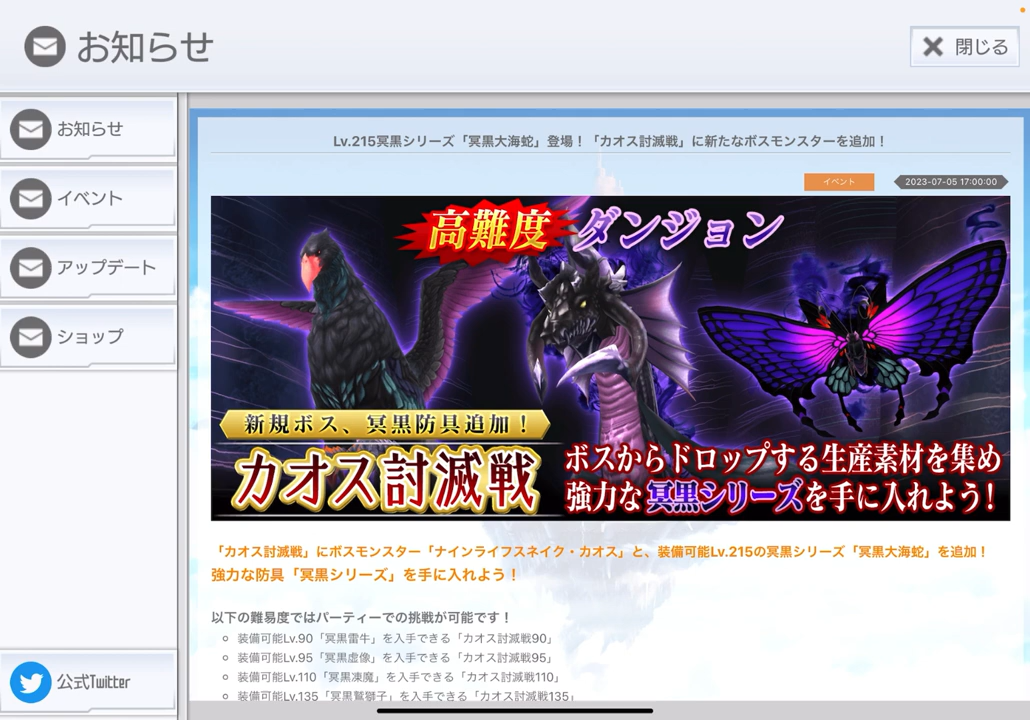 お知らせ
閉じる
お知らせ
イベント
アップデート
ショップ
公式Twitter
Lv.215冥黒シリーズ「冥黒大海蛇」登場！「カオス討滅戦」に新たなボスモンスターを追加！
イベント
2023-07-05 17:00:00
高難度ダンジョン
新規ボス、冥黒防具追加！
カオス討滅戦
ボスからドロップする生産素材を集め
強力な冥黒シリーズを手に入れよう！
「カオス討滅戦」にボスモンスター「ナインライフスネイク・カオス」と、装備可能Lv.215の冥黒シリーズ「冥黒大海蛇」を追加！
強力な防具「冥黒シリーズ」を手に入れよう！
以下の難易度ではパーティーでの挑戦が可能です！
装備可能Lv.90「冥黒雷牛」を入手できる「カオス討滅戦90」
装備可能Lv.95「冥黒虚像」を入手できる「カオス討滅戦95」
装備可能Lv.110「冥黒凍魔」を入手できる「カオス討滅戦110」
装備可能Lv.135「冥黒鷲獅子」を入手できる「カオス討滅戦135」